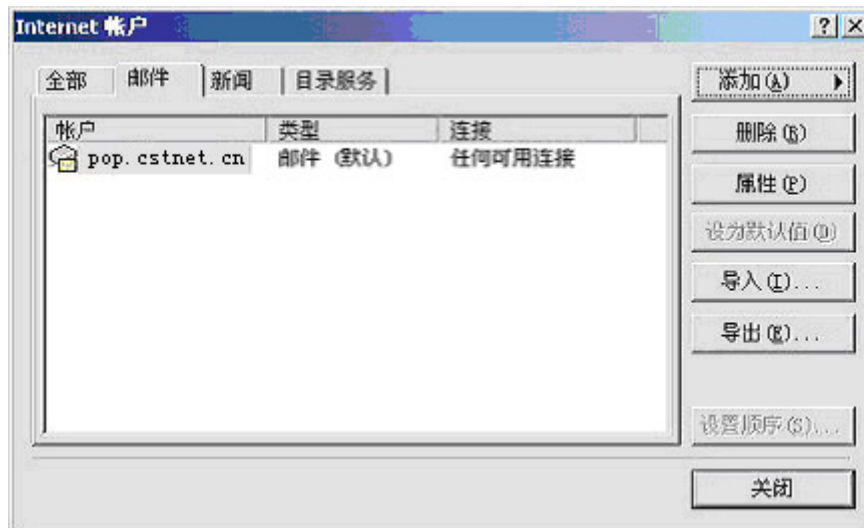 Internet 帐户
全部 邮件 新闻 目录服务
帐户 类型 连接
pop.cstnet.cn 邮件 (默认) 任何可用连接
添加(A)
删除(R)
属性(P)
设为默认值(D)
导入(I)...
导出(E)...
设置顺序(S)...
关闭